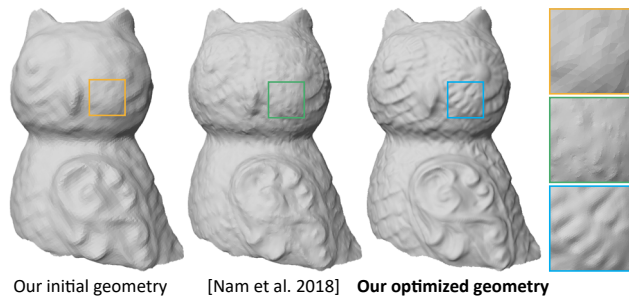 Our initial geometry
[Nam et al. 2018]
Our optimized geometry